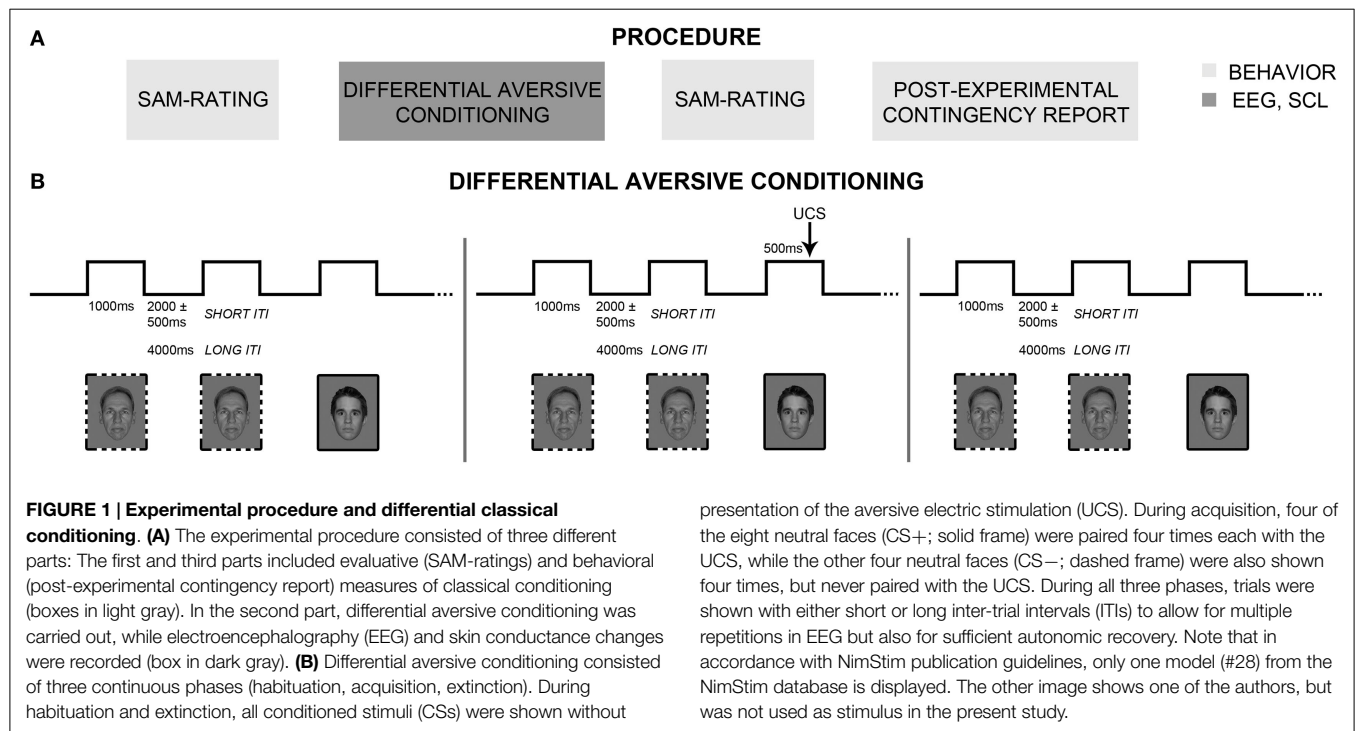 A
PROCEDURE
SAM-RATING
DIFFERENTIAL AVERSIVE
CONDITIONING
SAM-RATING
POST-EXPERIMENTAL
CONTINGENCY REPORT
BEHAVIOR
EEG, SCL
B
DIFFERENTIAL AVERSIVE CONDITIONING
UCS
500ms
1000ms
2000 ±
500ms
SHORT ITI
4000ms
LONG ITI
1000ms
2000 ±
500ms
SHORT ITI
4000ms
LONG ITI
1000ms
2000 ±
500ms
SHORT ITI
4000ms
LONG ITI
FIGURE 1 | Experimental procedure and differential classical
conditioning. (A) The experimental procedure consisted of three different
parts: The first and third parts included evaluative (SAM-ratings) and behavioral
(post-experimental contingency report) measures of classical conditioning
(boxes in light gray). In the second part, differential aversive conditioning was
carried out, while electroencephalography (EEG) and skin conductance changes
were recorded (box in dark gray). (B) Differential aversive conditioning consisted
of three continuous phases (habituation, acquisition, extinction). During
habituation and extinction, all conditioned stimuli (CSs) were shown without
presentation of the aversive electric stimulation (UCS). During acquisition, four of
the eight neutral faces (CS+; solid frame) were paired four times each with the
UCS, while the other four neutral faces (CS−; dashed frame) were also shown
four times, but never paired with the UCS. During all three phases, trials were
shown with either short or long inter-trial intervals (ITIs) to allow for multiple
repetitions in EEG but also for sufficient autonomic recovery. Note that in
accordance with NimStim publication guidelines, only one model (#28) from the
NimStim database is displayed. The other image shows one of the authors, but
was not used as stimulus in the present study.